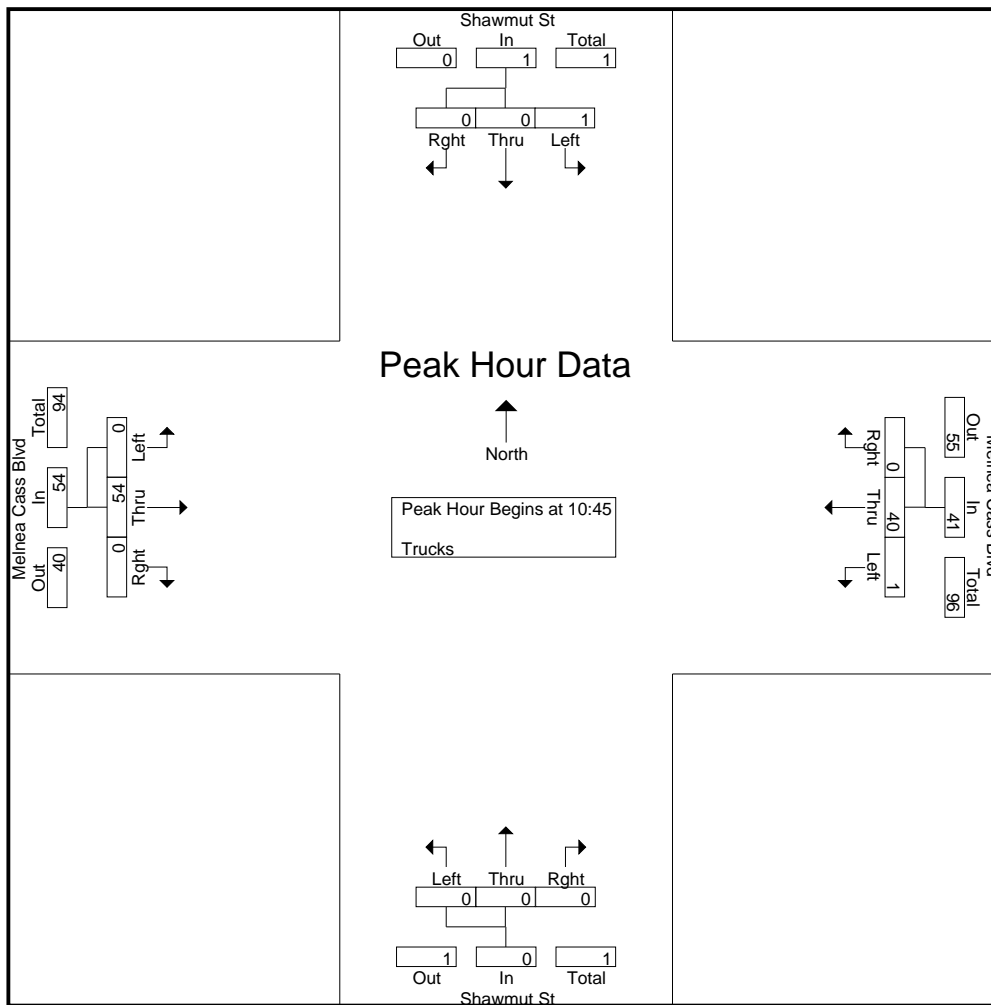 Shawmut St
Out In Total
0 1 1
0 0 1
Rght Thru Left
Peak Hour Data
North
Peak Hour Begins at 10:45
Trucks
Melnea Cass Blvd
Out In Total
40 54 94
Left Thru Rght
0 54 0
Rght Thru Left
0 40 1
Out In Total
55 41 96
Melnea Cass Blvd
Left Thru Rght
0 0 0
1 0 1
Out In Total
Shawmut St